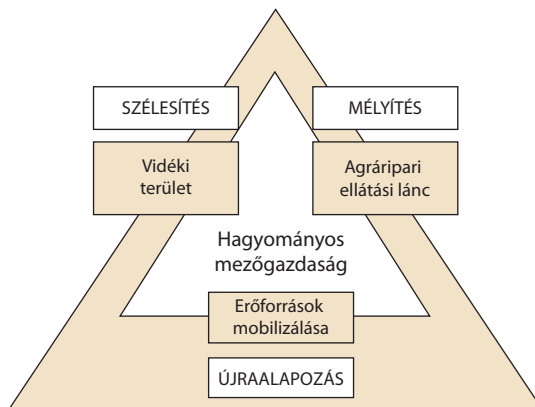 SZÉLESÍTÉS
MÉLYÍTÉS
Vidéki
terület
Agráripari
ellátási lánc
Hagyományos
mezőgazdaság
Erőforrások
mobilizálása
ÚJRAALAPOZÁS